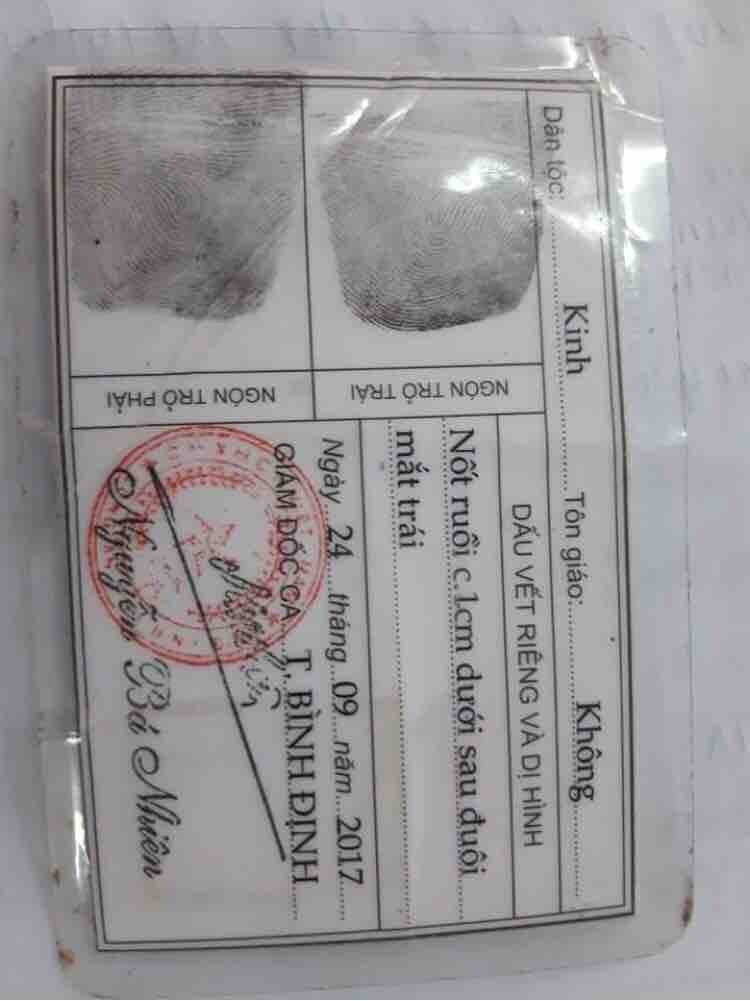 Dân tộc: Kinh Tôn giáo: Không
NGÓN TRỎ TRÁI
NGÓN TRỎ PHẢI
DẤU VẾT RIÊNG VÀ DỊ HÌNH
Nốt ruồi c.1cm dưới sau đuôi
mắt trái
Ngày 24 tháng 09 năm 2017
GIÁM ĐỐC CA T. BÌNH ĐỊNH
Nguyễn Bá Nhiên